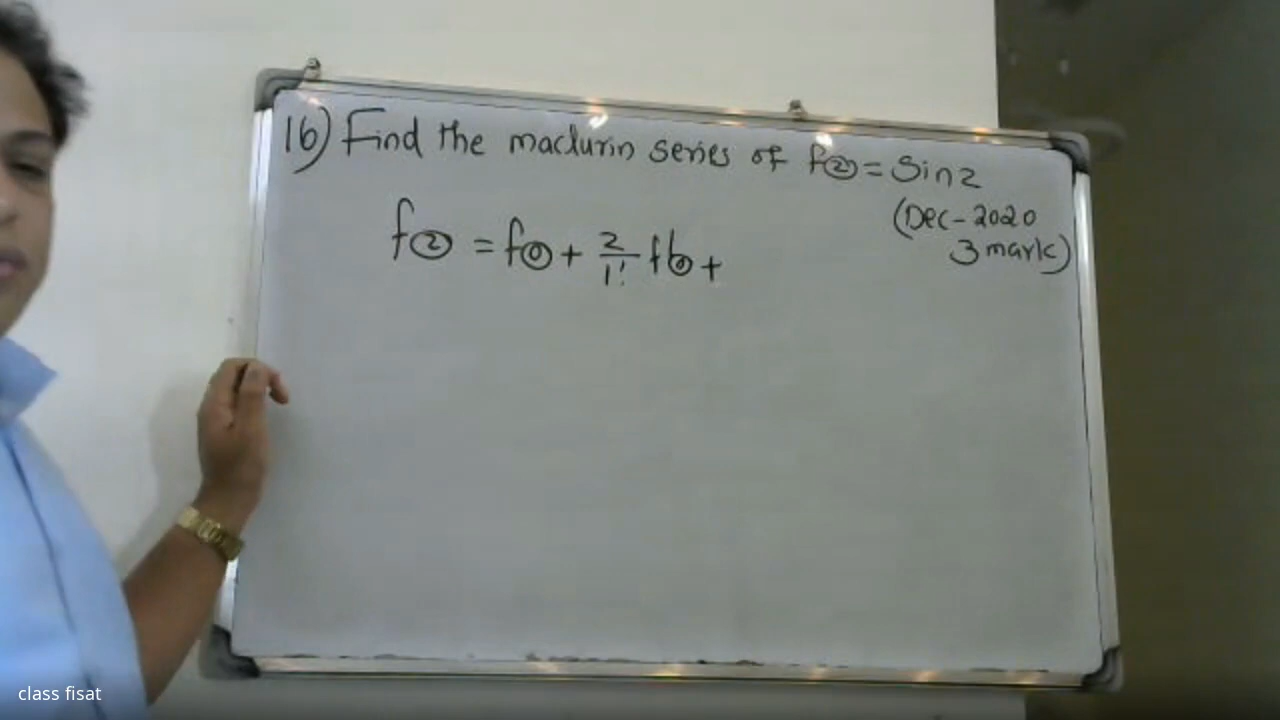 16) Find the maclurin series of f(z) = Sin z
(Dec-2020
3 mark)
f(z) = f(0) + z/1! f'(0) +
class fisat